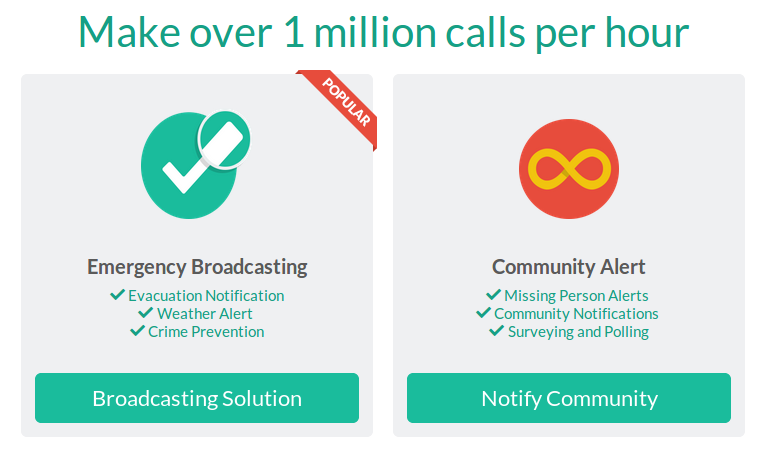 Make over 1 million calls per hour
POPULAR
Emergency Broadcasting
Evacuation Notification
Weather Alert
Crime Prevention
Broadcasting Solution
Community Alert
Missing Person Alerts
Community Notifications
Surveying and Polling
Notify Community